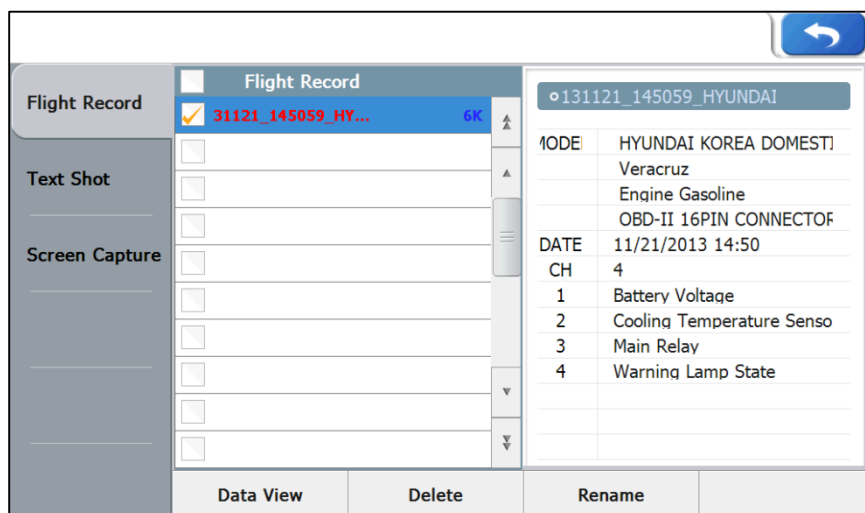 Flight Record
Text Shot
Screen Capture
Flight Record
31121_145059_HY... 6K
131121_145059_HYUNDAI
MODE HYUNDAI KOREA DOMESTI
Veracruz
Engine Gasoline
OBD-II 16PIN CONNECTOR
DATE 11/21/2013 14:50
CH 4
1 Battery Voltage
2 Cooling Temperature Senso
3 Main Relay
4 Warning Lamp State
Data View Delete Rename